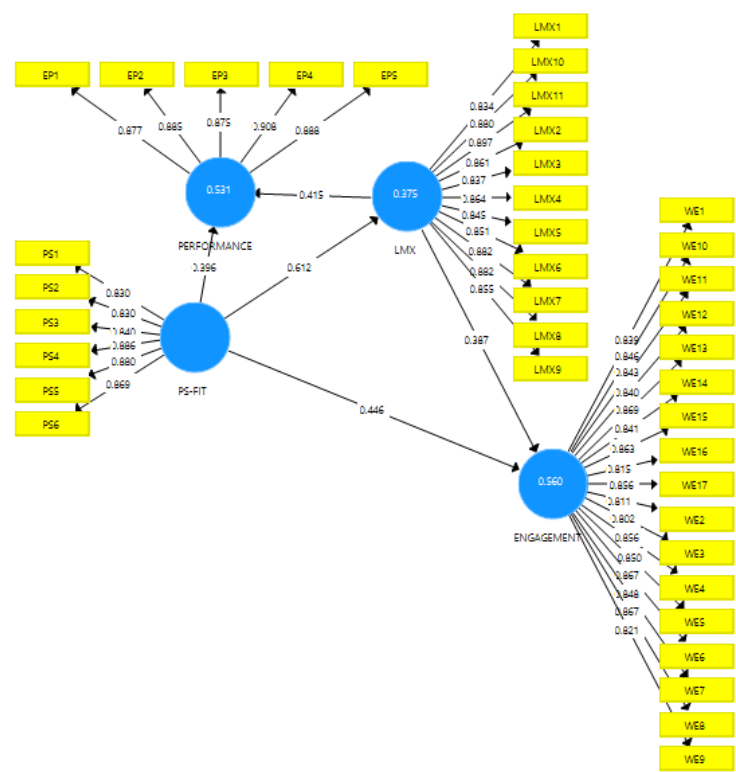 LMX1
EP1 EP2 EP3 EP4 EP5
LMX10
LMX11
0.834
0.880
0.877 0.885 0.875 0.908 0.888
LMX2
0.897
0.861
LMX3
0.837
0.531 0.415 0.375
0.864
LMX4
0.845
0.851
LMX5
PERFORMANCE
LMX
0.882
LMX6
0.882
0.855
LMX7
LMX8
LMX9
PS1
PS2
PS3
PS4
PS5
PS6
0.830
0.830
0.840
0.886
0.880
0.869
0.396
0.612
PS-FIT
0.387
0.446
0.560
ENGAGEMENT
WE1
WE10
WE11
WE12
WE13
WE14
WE15
WE16
WE17
WE2
WE3
WE4
WE5
WE6
WE7
WE8
WE9
0.839
0.846
0.843
0.840
0.869
0.841
0.863
0.815
0.856
0.811
0.802
0.856
0.850
0.867
0.848
0.867
0.821